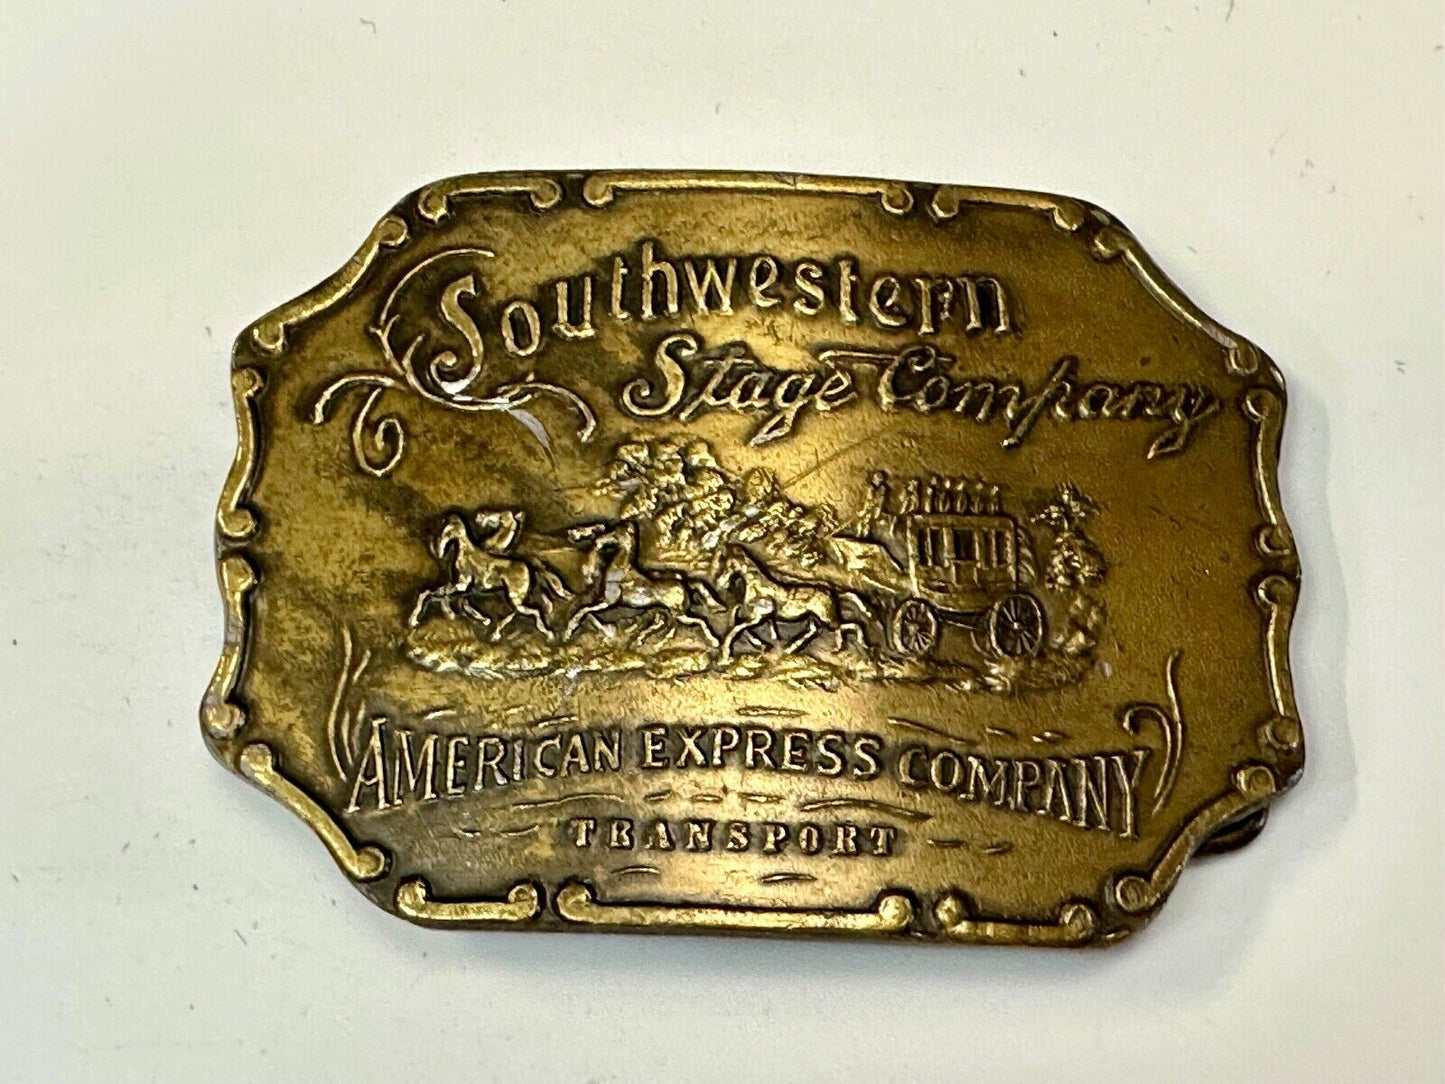 Southwestern
Stage Company
AMERICAN EXPRESS COMPANY
TRANSPORT